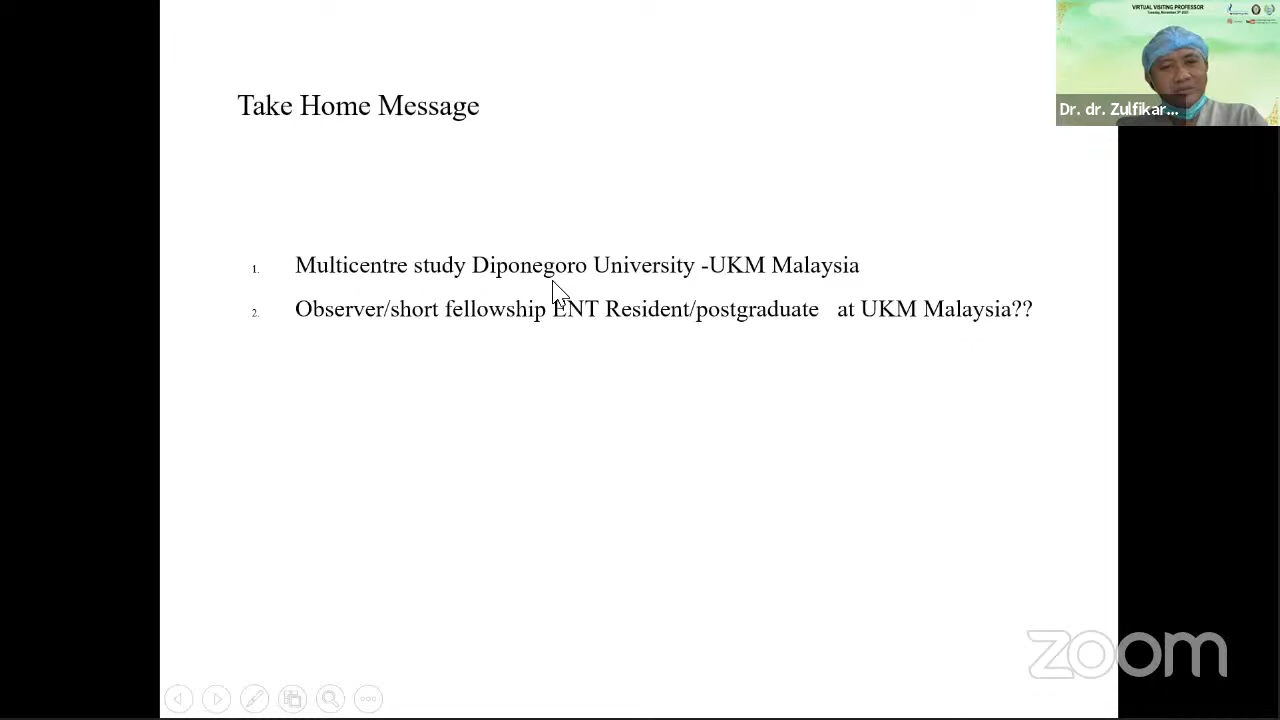 VIRTUAL VISITING PROFESSOR
Dr. dr. Zulfikar...
Take Home Message
1. Multicentre study Diponegoro University -UKM Malaysia
2. Observer/short fellowship ENT Resident/postgraduate at UKM Malaysia??
zoom